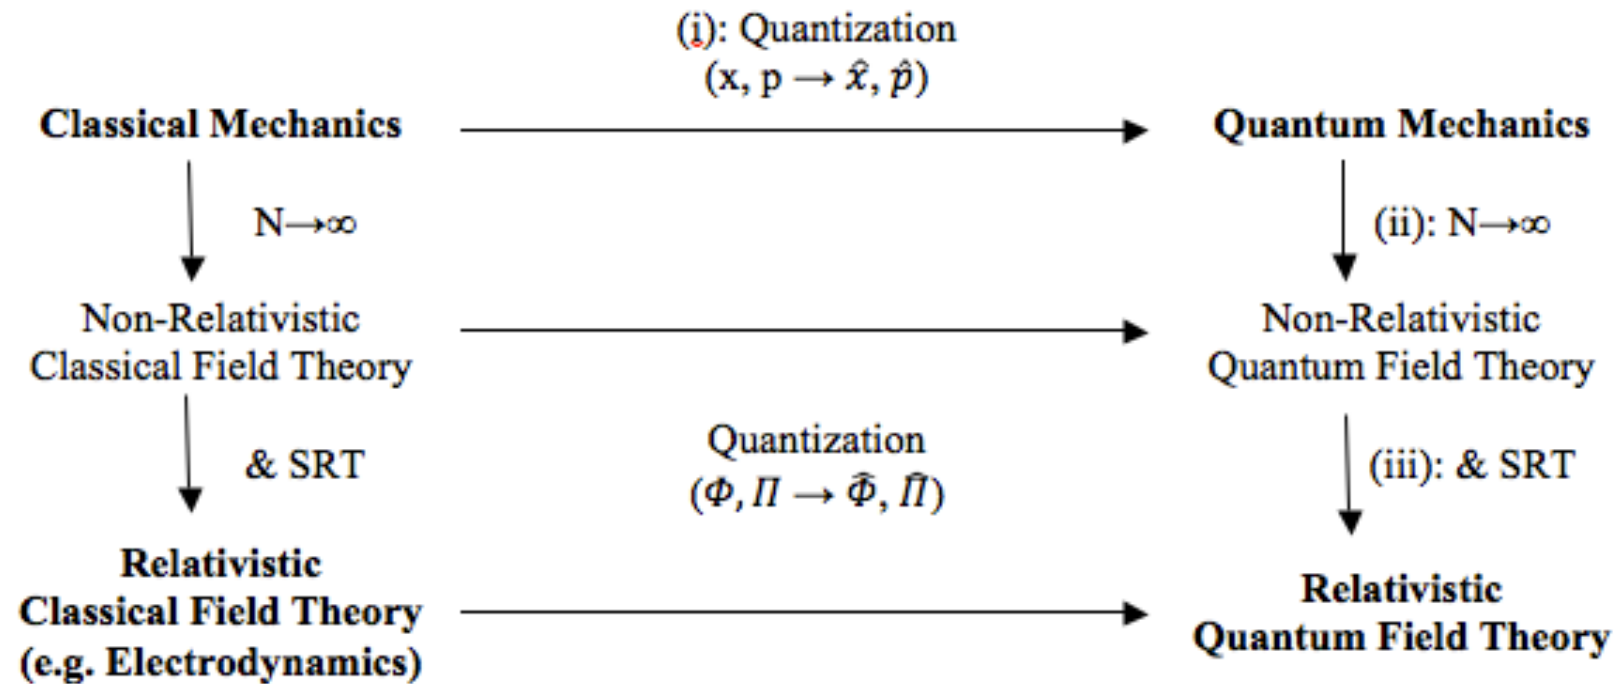 (i): Quantization
(x, p → x̂, p̂)
Classical Mechanics
Quantum Mechanics
N→∞
(ii): N→∞
Non-Relativistic
Classical Field Theory
Non-Relativistic
Quantum Field Theory
& SRT
Quantization
(Φ, Π → Φ̂, Π̂)
(iii): & SRT
Relativistic
Classical Field Theory
(e.g. Electrodynamics)
Relativistic
Quantum Field Theory